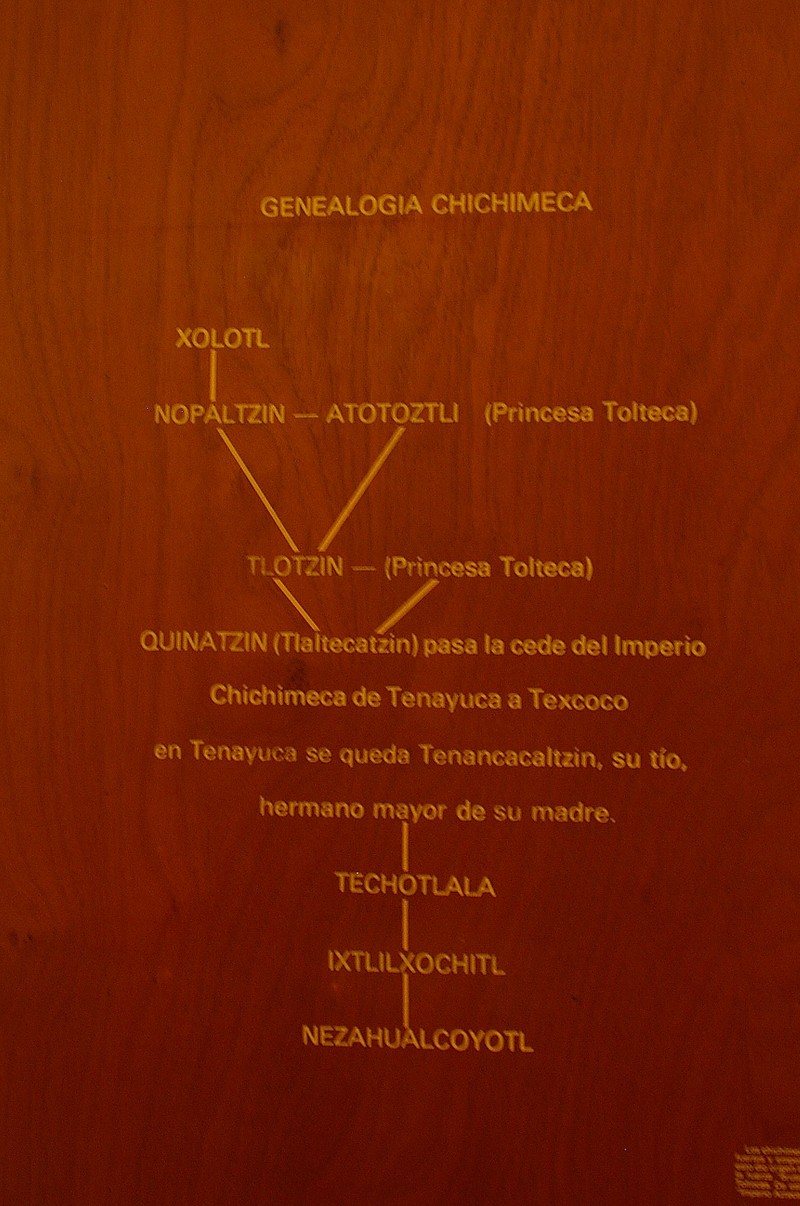 GENEALOGIA CHICHIMECA
XOLOTL
NOPALTZIN — ATOTOZTLI (Princesa Tolteca)
TLOTZIN — (Princesa Tolteca)
QUINATZIN (Tlaltecatzin) pasa la cede del Imperio
Chichimeca de Tenayuca a Texcoco
en Tenayuca se queda Tenancacaltzin, su tío,
hermano mayor de su madre.
TECHOTLALA
IXTLILXOCHITL
NEZAHUALCOYOTL